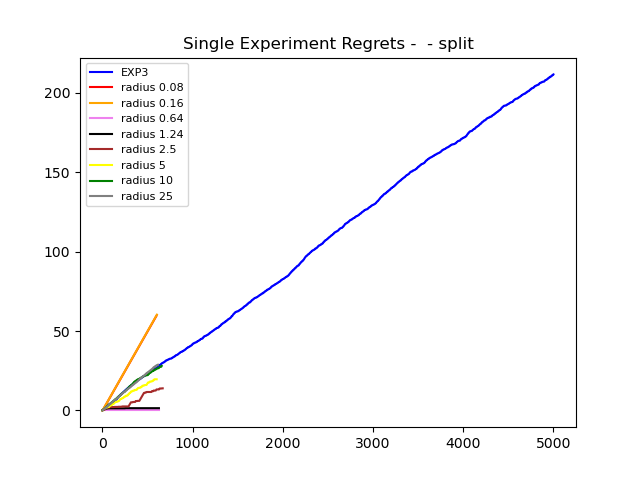 Single Experiment Regrets -  - split
EXP3
radius 0.08
radius 0.16
radius 0.64
radius 1.24
radius 2.5
radius 5
radius 10
radius 25
200
150
100
50
0
0 1000 2000 3000 4000 5000